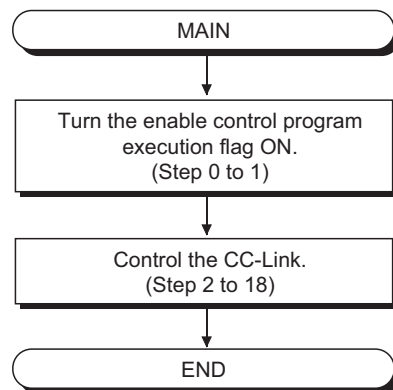 MAIN
Turn the enable control program
execution flag ON.
(Step 0 to 1)
Control the CC-Link.
(Step 2 to 18)
END